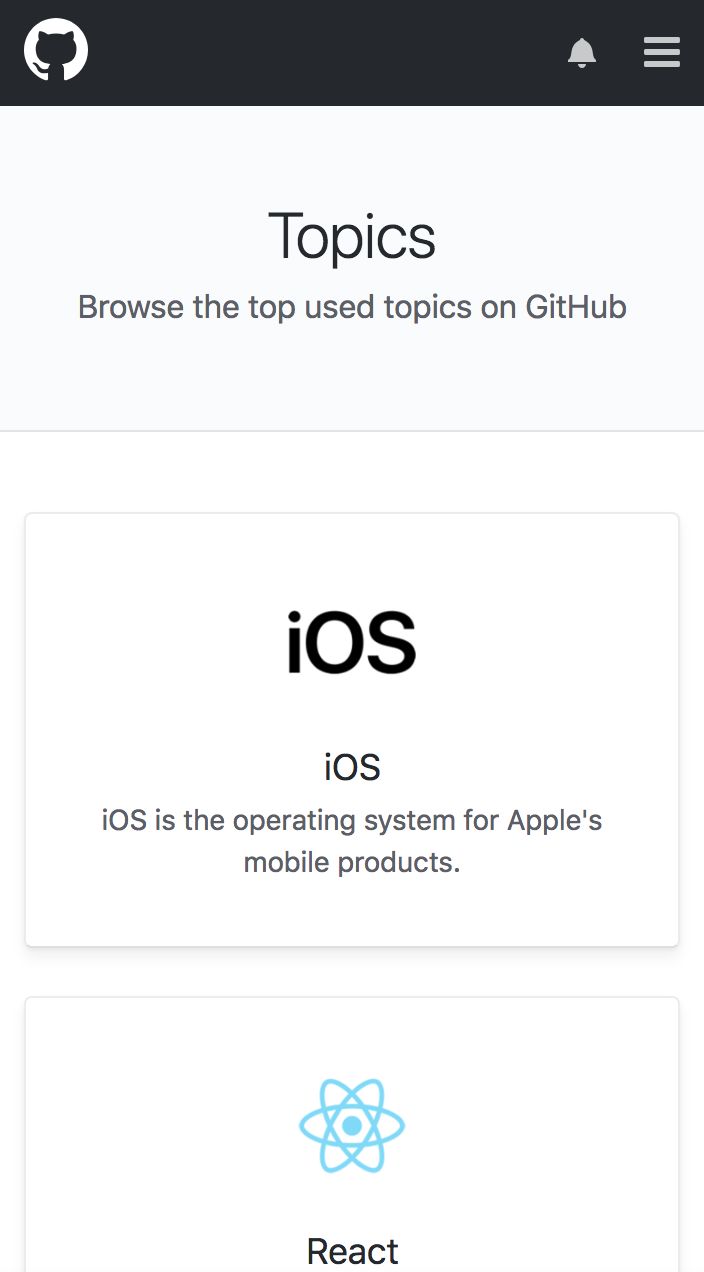 Topics
Browse the top used topics on GitHub
iOS
iOS
iOS is the operating system for Apple's
mobile products.
React